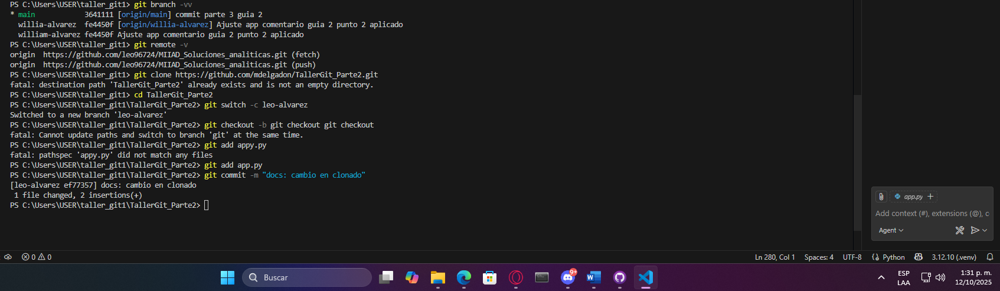 PS C:\Users\USER\taller_git1> git branch -vv
* main           3641111 [origin/main] commit parte 3 guia 2
  willia-alvarez  fe4450f [origin/willia-alvarez] Ajuste app comentario guia 2 punto 2 aplicado
  william-alvarez fe4450f Ajuste app comentario guia 2 punto 2 aplicado
PS C:\Users\USER\taller_git1> git remote -v
origin  https://github.com/leo96724/MIIAD_Soluciones_analiticas.git (fetch)
origin  https://github.com/leo96724/MIIAD_Soluciones_analiticas.git (push)
PS C:\Users\USER\taller_git1> git clone https://github.com/mdelgadon/TallerGit_Parte2.git
fatal: destination path 'TallerGit_Parte2' already exists and is not an empty directory.
PS C:\Users\USER\taller_git1> cd TallerGit_Parte2
PS C:\Users\USER\taller_git1\TallerGit_Parte2> git switch -c leo-alvarez
Switched to a new branch 'leo-alvarez'
PS C:\Users\USER\taller_git1\TallerGit_Parte2> git checkout -b git checkout git checkout
fatal: Cannot update paths and switch to branch 'git' at the same time.
PS C:\Users\USER\taller_git1\TallerGit_Parte2> git add appy.py
fatal: pathspec 'appy.py' did not match any files
PS C:\Users\USER\taller_git1\TallerGit_Parte2> git add app.py
PS C:\Users\USER\taller_git1\TallerGit_Parte2> git commit -m "docs: cambio en clonado"
[leo-alvarez ef77357] docs: cambio en clonado
 1 file changed, 2 insertions(+)
PS C:\Users\USER\taller_git1\TallerGit_Parte2>
app.py +
Add context (#), extensions (@), o
Agent
0 0
Ln 280, Col 1 Spaces: 4 UTF-8 Python 3.12.10 (.venv)
Buscar
9+
ESP
LAA
1:31 p. m.
12/10/2025